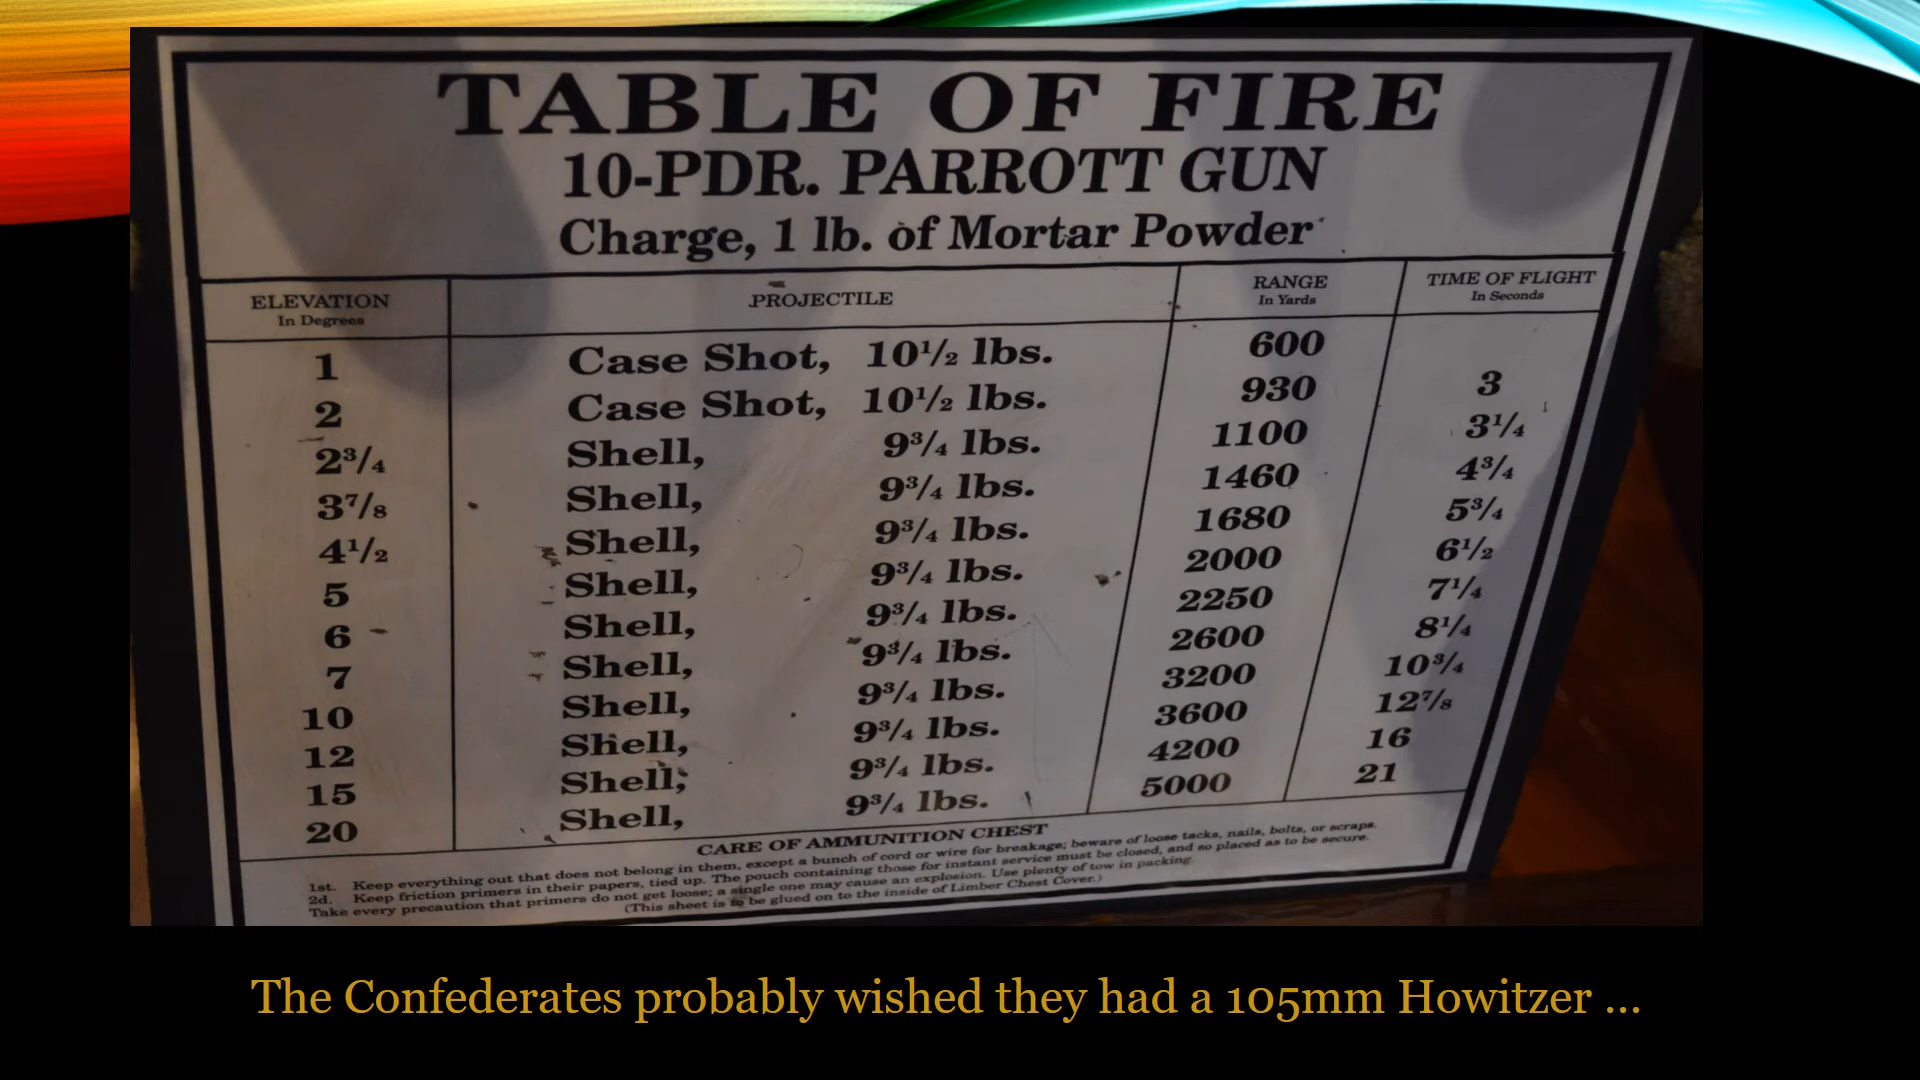 TABLE OF FIRE
10-PDR. PARROTT GUN
Charge, 1 lb. of Mortar Powder
ELEVATION PROJECTILE RANGE TIME OF FLIGHT
In Degrees In Yards In Seconds
1 Case Shot, 10½ lbs. 600
2 Case Shot, 10½ lbs. 930 3
2¾ Shell, 9¾ lbs. 1100 3¼
3⅞ Shell, 9¾ lbs. 1460 4¾
4½ Shell, 9¾ lbs. 1680 5¾
5 Shell, 9¾ lbs. 2000 6½
6 Shell, 9¾ lbs. 2250 7¼
7 Shell, 9¾ lbs. 2600 8¼
10 Shell, 9¾ lbs. 3200 10¾
12 Shell, 9¾ lbs. 3600 12⅞
15 Shell, 9¾ lbs. 4200 16
20 Shell, 9¾ lbs. 5000 21
CARE OF AMMUNITION CHEST
1st. Keep everything out that does not belong in them, except a bunch of cord or wire for breakage; beware of loose tacks, nails, bolts, or scraps.
2d. Keep friction primers in their papers, tied up. The pouch containing those for instant service must be closed, and so placed as to be secure.
Take every precaution that primers do not get loose; a single one may cause an explosion. Use plenty of tow in packing.
(This sheet is to be glued on to the inside of Limber Chest Cover.)
The Confederates probably wished they had a 105mm Howitzer ...